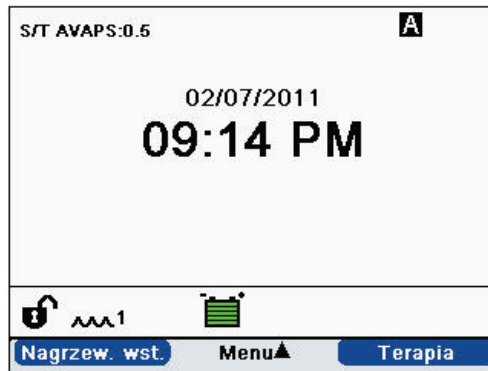 S/T AVAPS:0.5 A
02/07/2011
09:14 PM
1
Nagrzew. wst. Menu▲ Terapia